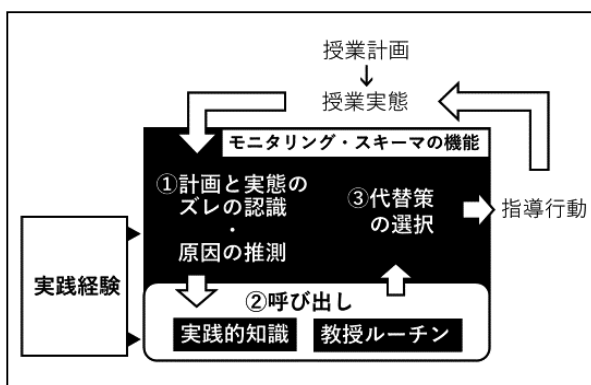 授業計画
↓
授業実態
モニタリング・スキーマの機能
①計画と実態の
ズレの認識
・
原因の推測
③代替策
の選択
指導行動
実践経験
②呼び出し
実践的知識
教授ルーチン